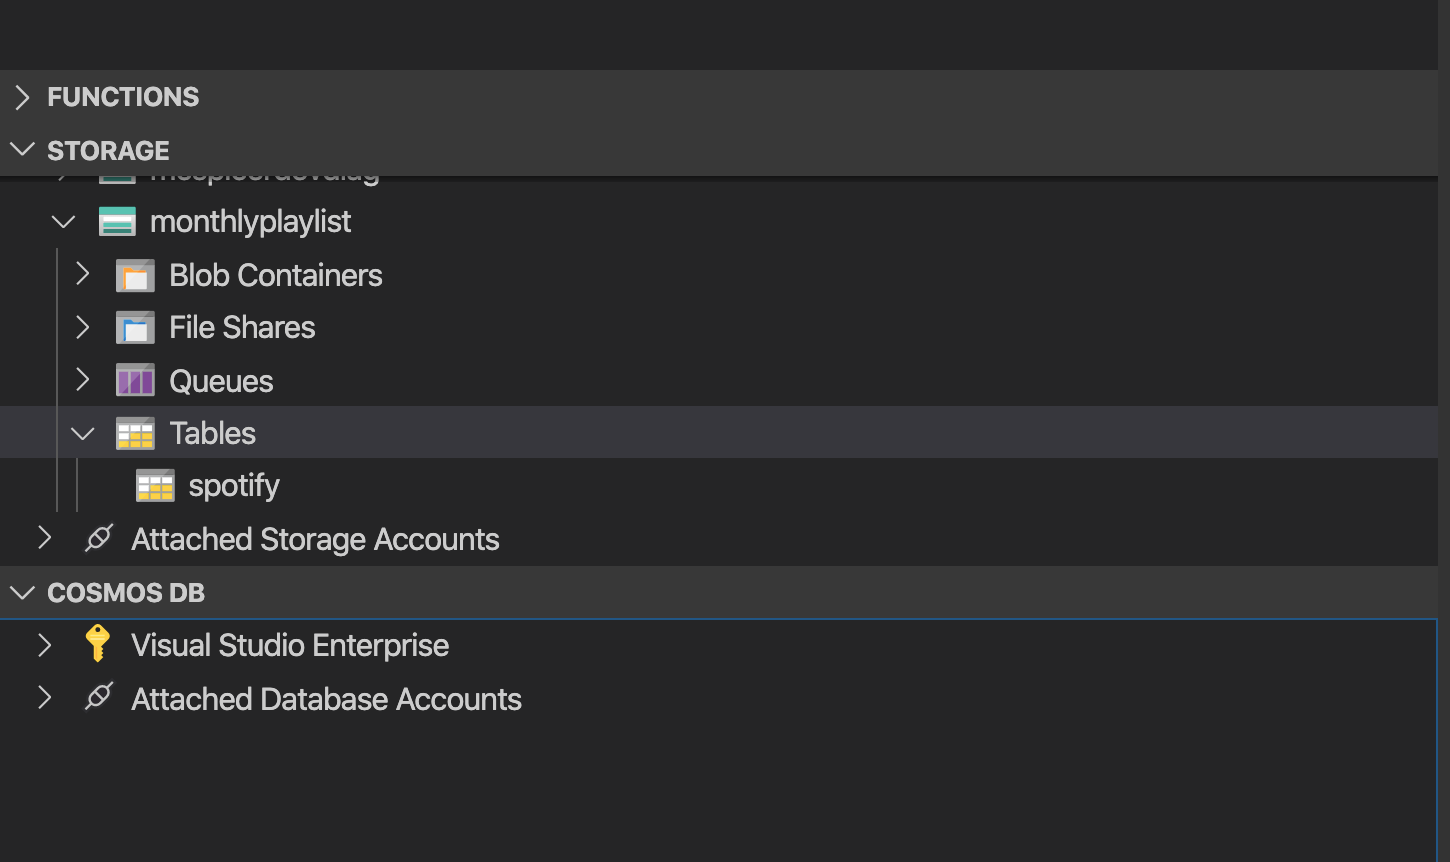 FUNCTIONS
STORAGE
monthlyplaylist
Blob Containers
File Shares
Queues
Tables
spotify
Attached Storage Accounts
COSMOS DB
Visual Studio Enterprise
Attached Database Accounts